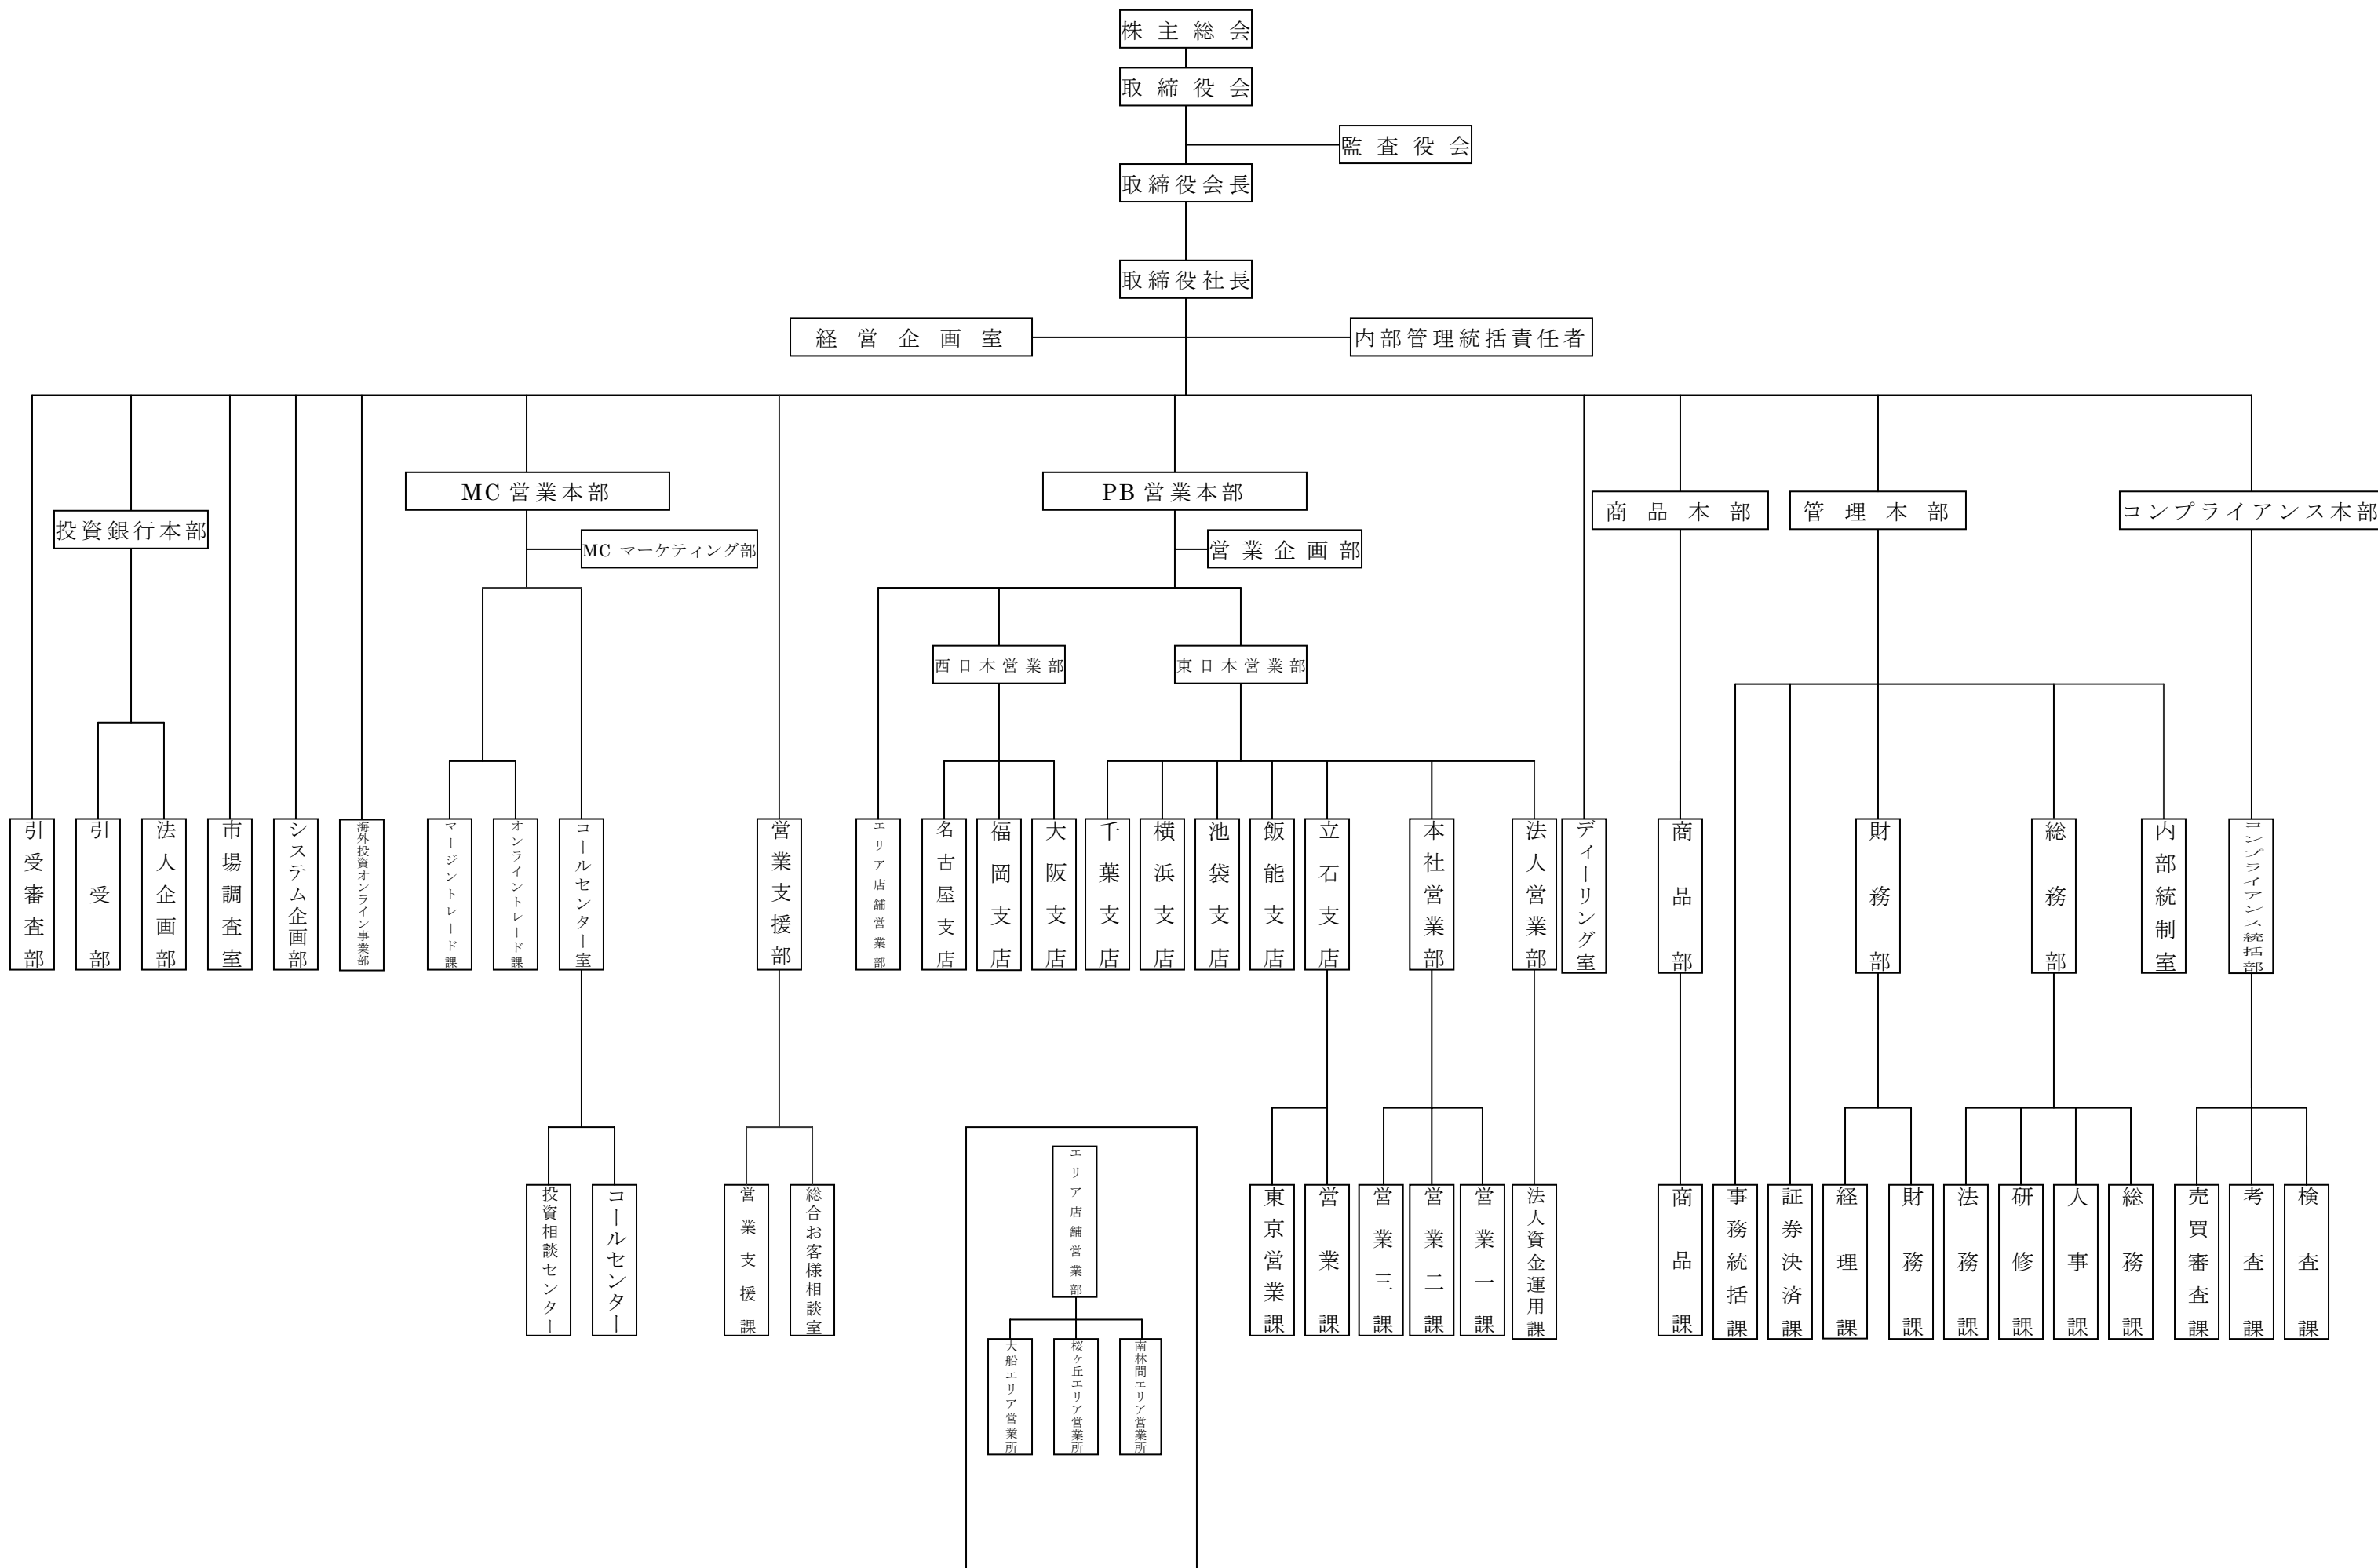 株主総会
取締役会
監査役会
取締役会長
取締役社長
経営企画室
内部管理統括責任者
MC 営業本部
PB 営業本部
商品本部
管理本部
コンプライアンス本部
投資銀行本部
MC マーケティング部
営業企画部
西日本営業部
東日本営業部
引受審査部
引受部
法人企画部
市場調査室
システム企画部
海外投資オンライン事業部
マージントレード課
オンライントレード課
コールセンター室
営業支援部
エリア店舗営業部
名古屋支店
福岡支店
大阪支店
千葉支店
横浜支店
池袋支店
飯能支店
立石支店
本社営業部
法人営業部
ディーリング室
商品部
財務部
総務部
内部統制室
コンプライアンス統括部
投資相談センター
コールセンター
営業支援課
総合お客様相談室
エリア店舗営業部
東京営業課
営業課
営業三課
営業二課
営業一課
法人資金運用課
商品課
事務統括課
証券決済課
経理課
財務課
法務課
研修課
人事課
総務課
売買審査課
考査課
検査課
大船エリア営業所
桜ヶ丘エリア営業所
南林間エリア営業所